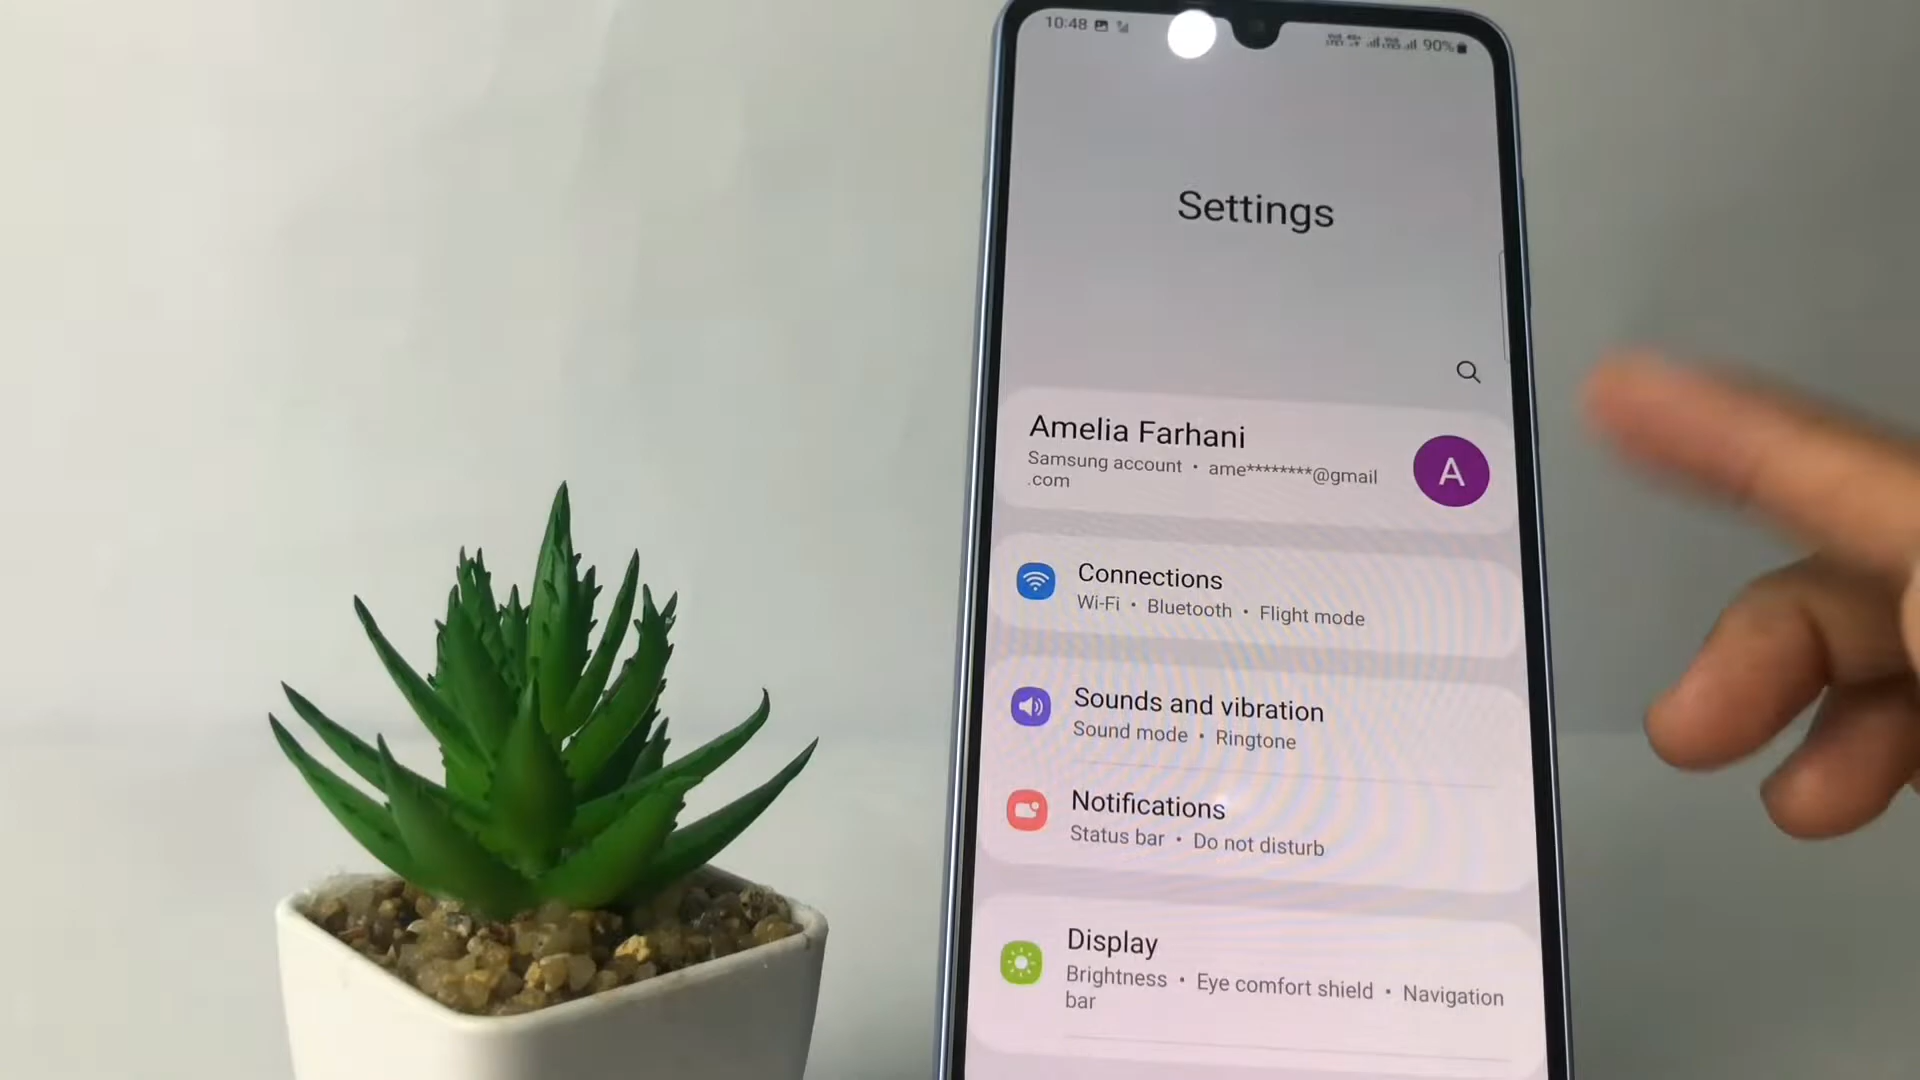 10:48
90%
Settings
Amelia Farhani
Samsung account • ame********@gmail
.com
A
Connections
Wi-Fi • Bluetooth • Flight mode
Sounds and vibration
Sound mode • Ringtone
Notifications
Status bar • Do not disturb
Display
Brightness • Eye comfort shield • Navigation
bar